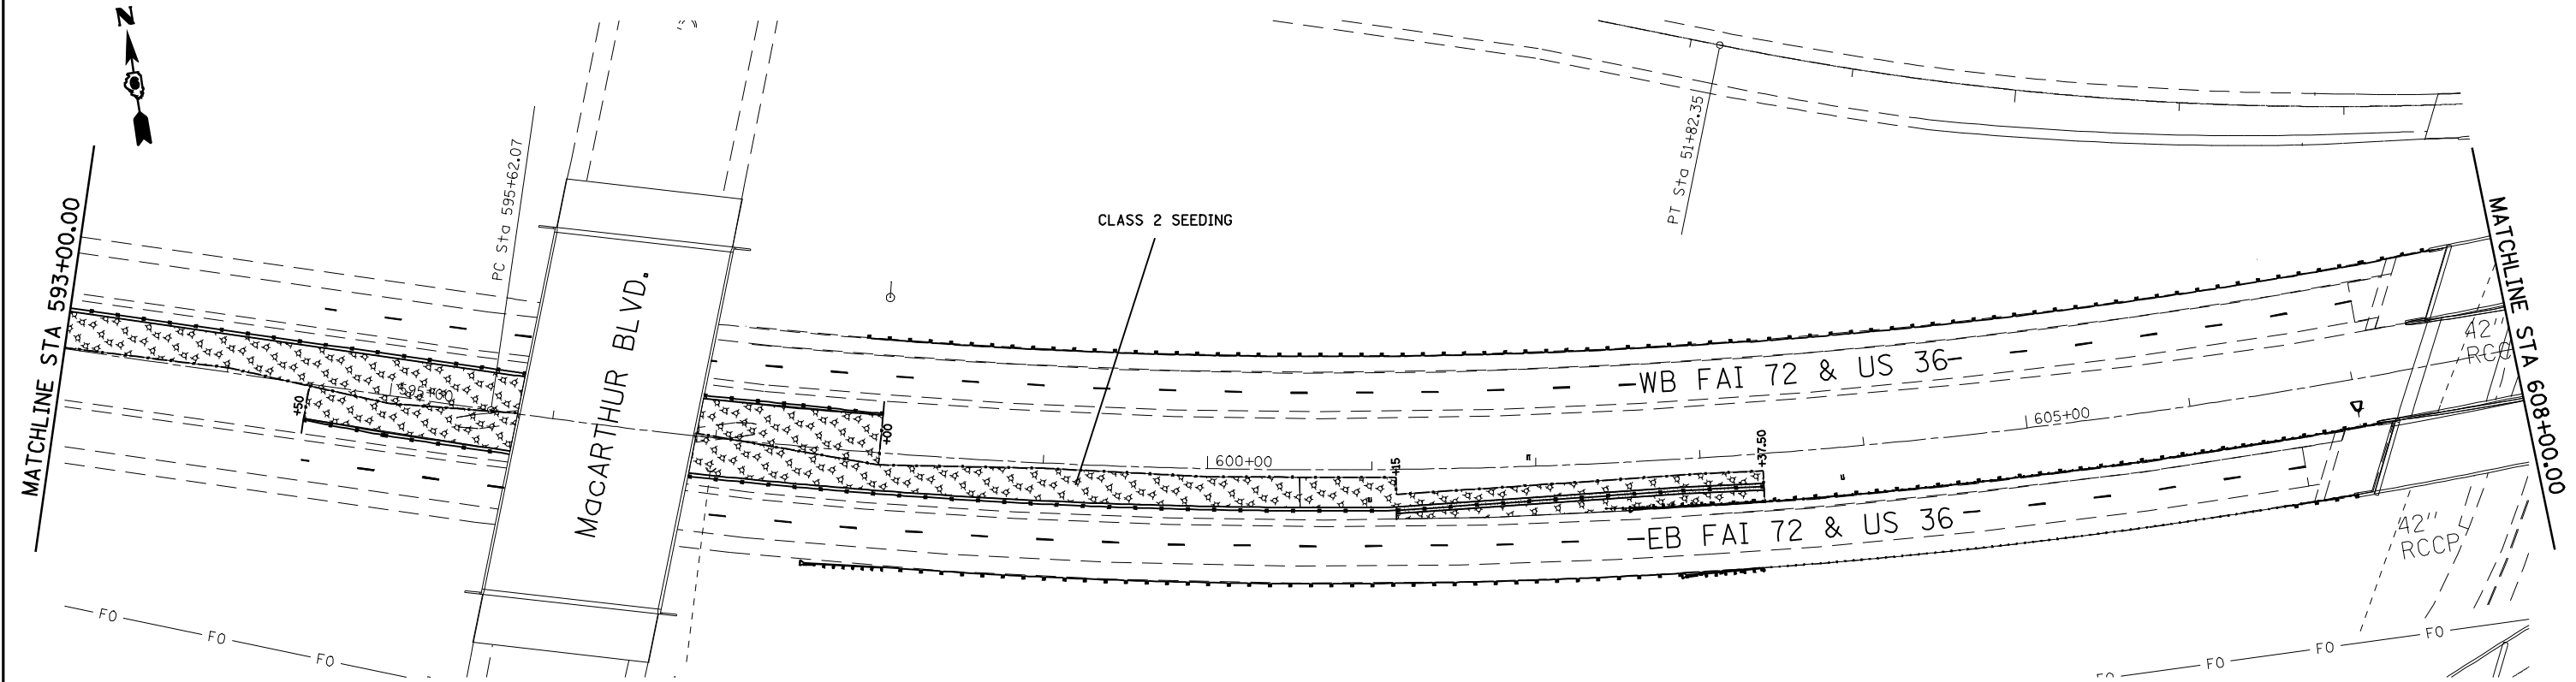 N
MATCHLINE STA 593+00.00
PC Sta 595+62.07
MacARTHUR BLVD.
CLASS 2 SEEDING
PT Sta 51+82.35
MATCHLINE STA 608+00.00
-WB FAI 72 & US 36-
-EB FAI 72 & US 36-
+50
595+00
+00
600+00
+15
+37.50
605+00
42''
RCC
42''
RCCP
FO
FO
FO
FO
FO
FO
FO